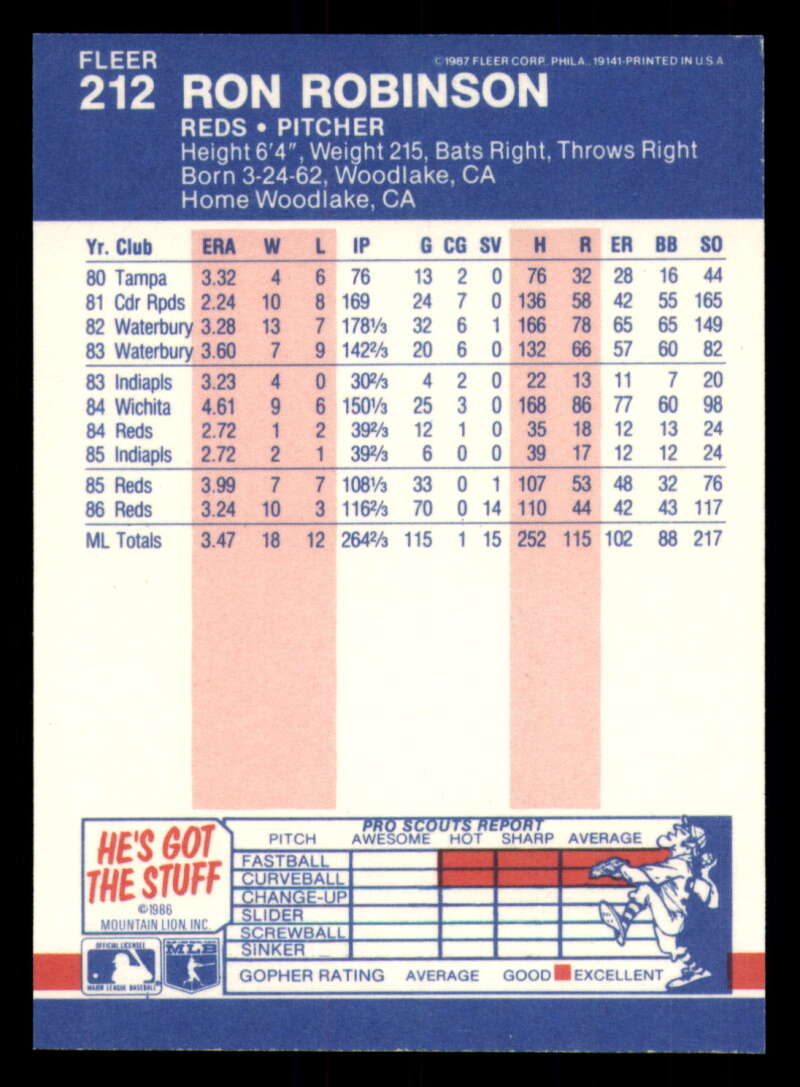 FLEER
©1987 FLEER CORP. PHILA., 19141-PRINTED IN U S A
212 RON ROBINSON
REDS • PITCHER
Height 6'4", Weight 215, Bats Right, Throws Right
Born 3-24-62, Woodlake, CA
Home Woodlake, CA
Yr. Club ERA W L IP G CG SV H R ER BB SO
80 Tampa 3.32 4 6 76 13 2 0 76 32 28 16 44
81 Cdr Rpds 2.24 10 8 169 24 7 0 136 58 42 55 165
82 Waterbury 3.28 13 7 178⅓ 32 6 1 166 78 65 65 149
83 Waterbury 3.60 7 9 142⅔ 20 6 0 132 66 57 60 82
83 Indiapls 3.23 4 0 30⅔ 4 2 0 22 13 11 7 20
84 Wichita 4.61 9 6 150⅓ 25 3 0 168 86 77 60 98
84 Reds 2.72 1 2 39⅔ 12 1 0 35 18 12 13 24
85 Indiapls 2.72 2 1 39⅔ 6 0 0 39 17 12 12 24
85 Reds 3.99 7 7 108⅓ 33 0 1 107 53 48 32 76
86 Reds 3.24 10 3 116⅔ 70 0 14 110 44 42 43 117
ML Totals 3.47 18 12 264⅔ 115 1 15 252 115 102 88 217
HE'S GOT
THE STUFF
©1986
MOUNTAIN LION, INC.
OFFICIAL LICENSEE
MAJOR LEAGUE BASEBALL
MLB
PRO SCOUTS REPORT
PITCH AWESOME HOT SHARP AVERAGE
FASTBALL
CURVEBALL
CHANGE-UP
SLIDER
SCREWBALL
SINKER
GOPHER RATING AVERAGE GOOD EXCELLENT